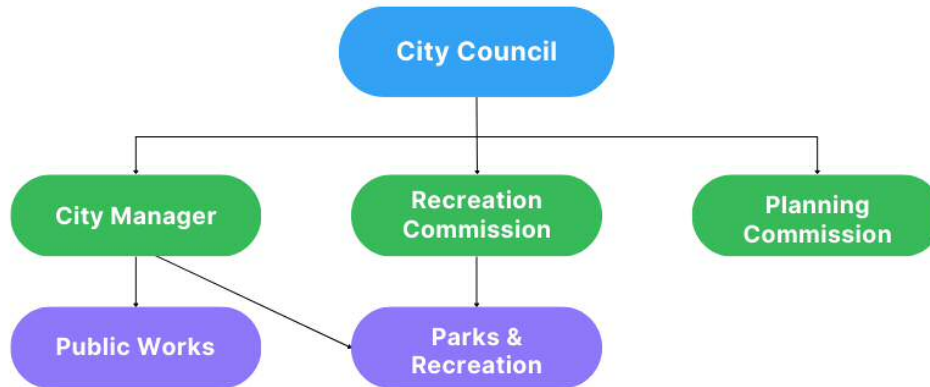 City Council
City Manager
Recreation
Commission
Planning
Commission
Public Works
Parks &
Recreation